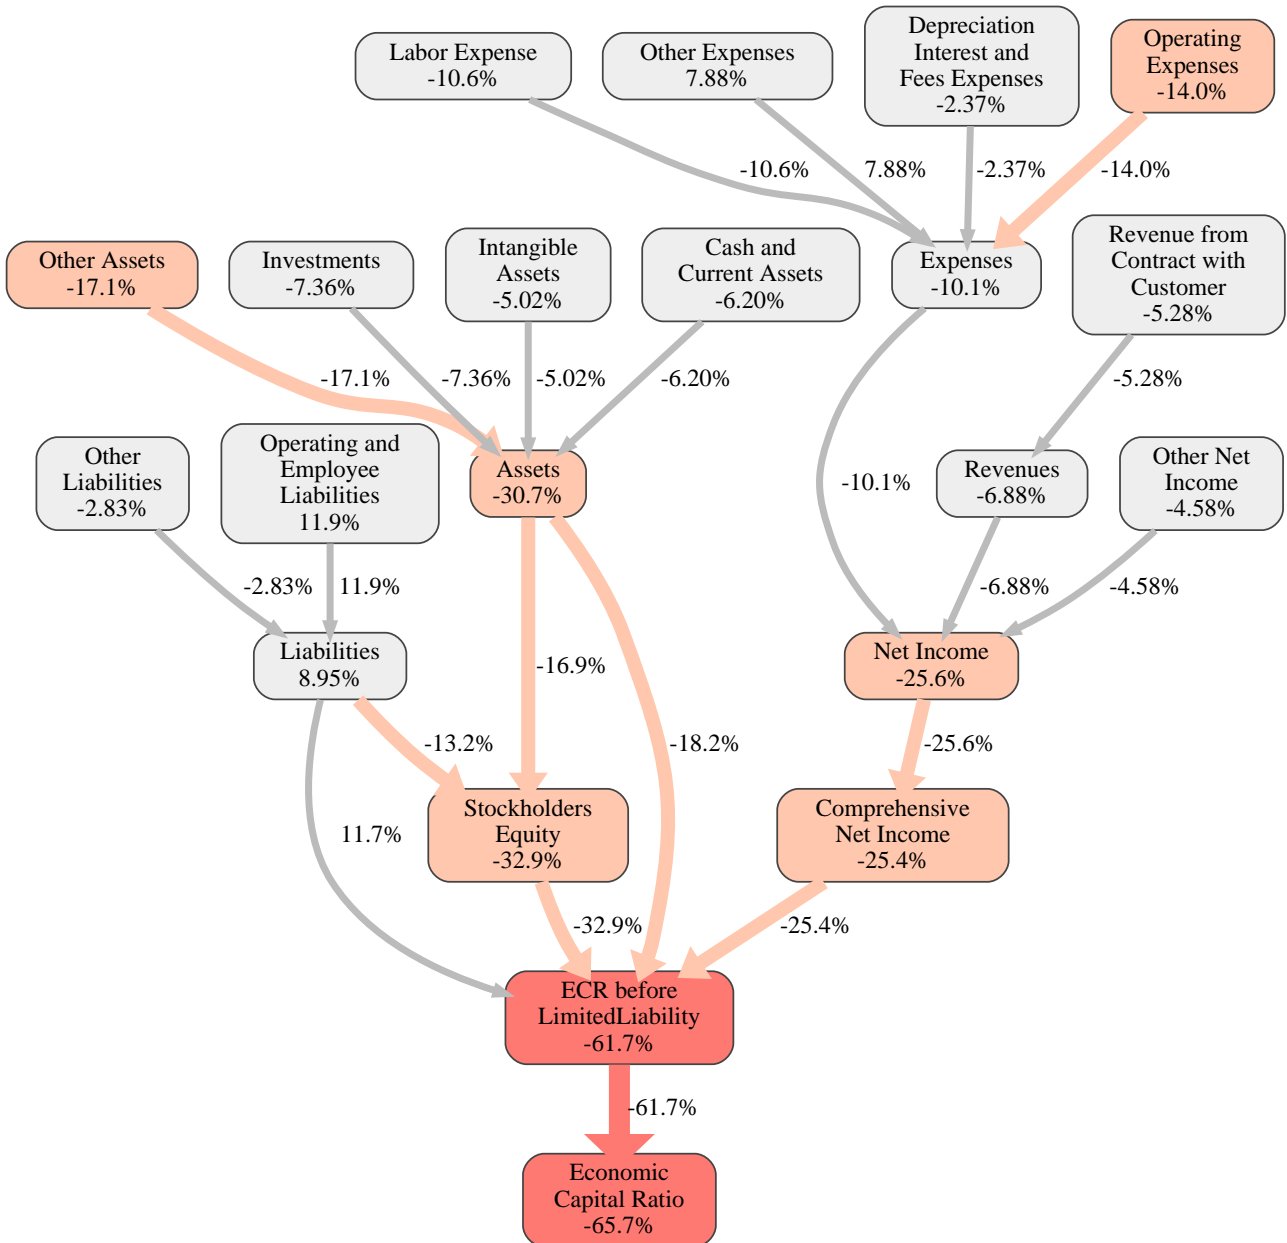 Labor Expense
-10.6%
Other Expenses
7.88%
Depreciation
Interest and
Fees Expenses
-2.37%
Operating
Expenses
-14.0%
-10.6%
7.88%
-2.37%
-14.0%
Other Assets
-17.1%
Investments
-7.36%
Intangible
Assets
-5.02%
Cash and
Current Assets
-6.20%
Expenses
-10.1%
Revenue from
Contract with
Customer
-5.28%
-17.1%
-7.36%
-5.02%
-6.20%
-5.28%
Other
Liabilities
-2.83%
Operating and
Employee
Liabilities
11.9%
Assets
-30.7%
-10.1%
Revenues
-6.88%
Other Net
Income
-4.58%
-2.83%
11.9%
-6.88%
-4.58%
Liabilities
8.95%
-16.9%
Net Income
-25.6%
-13.2%
-18.2%
-25.6%
11.7%
Stockholders
Equity
-32.9%
Comprehensive
Net Income
-25.4%
-32.9%
-25.4%
ECR before
LimitedLiability
-61.7%
-61.7%
Economic
Capital Ratio
-65.7%